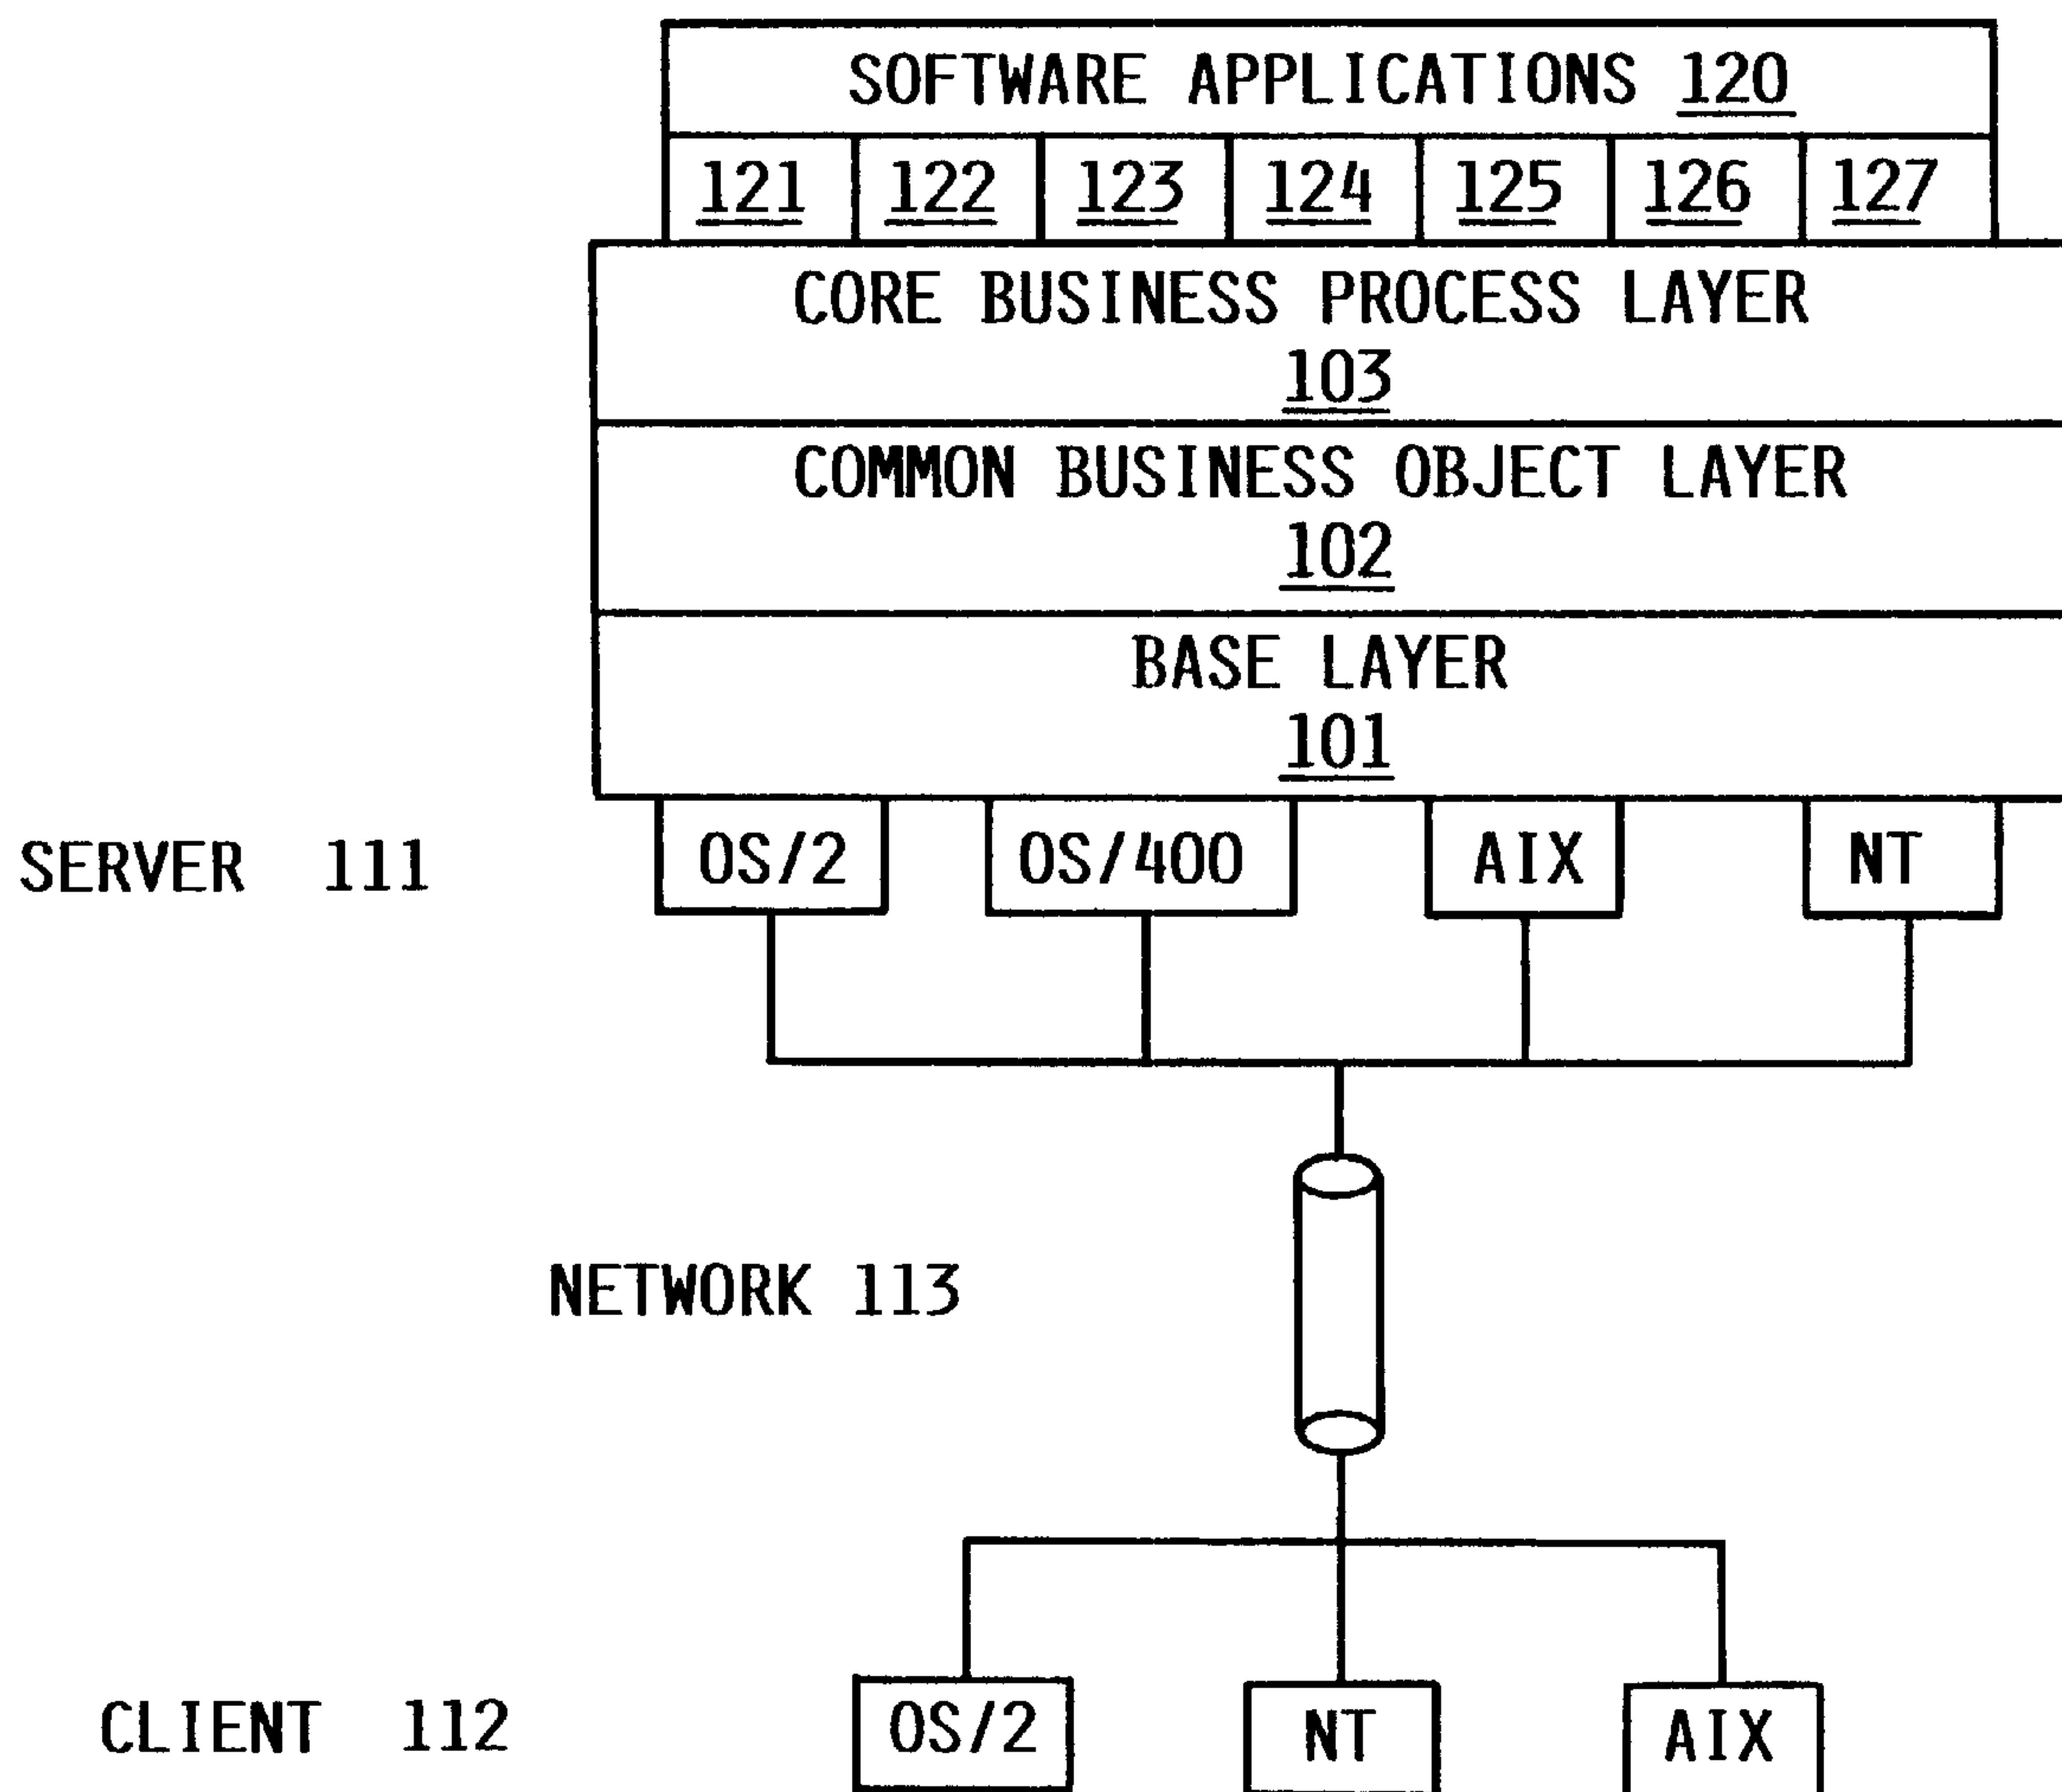 SOFTWARE APPLICATIONS 120
121 122 123 124 125 126 127
CORE BUSINESS PROCESS LAYER
103
COMMON BUSINESS OBJECT LAYER
102
BASE LAYER
101
SERVER 111 OS/2 OS/400 AIX NT
NETWORK 113
CLIENT 112 OS/2 NT AIX